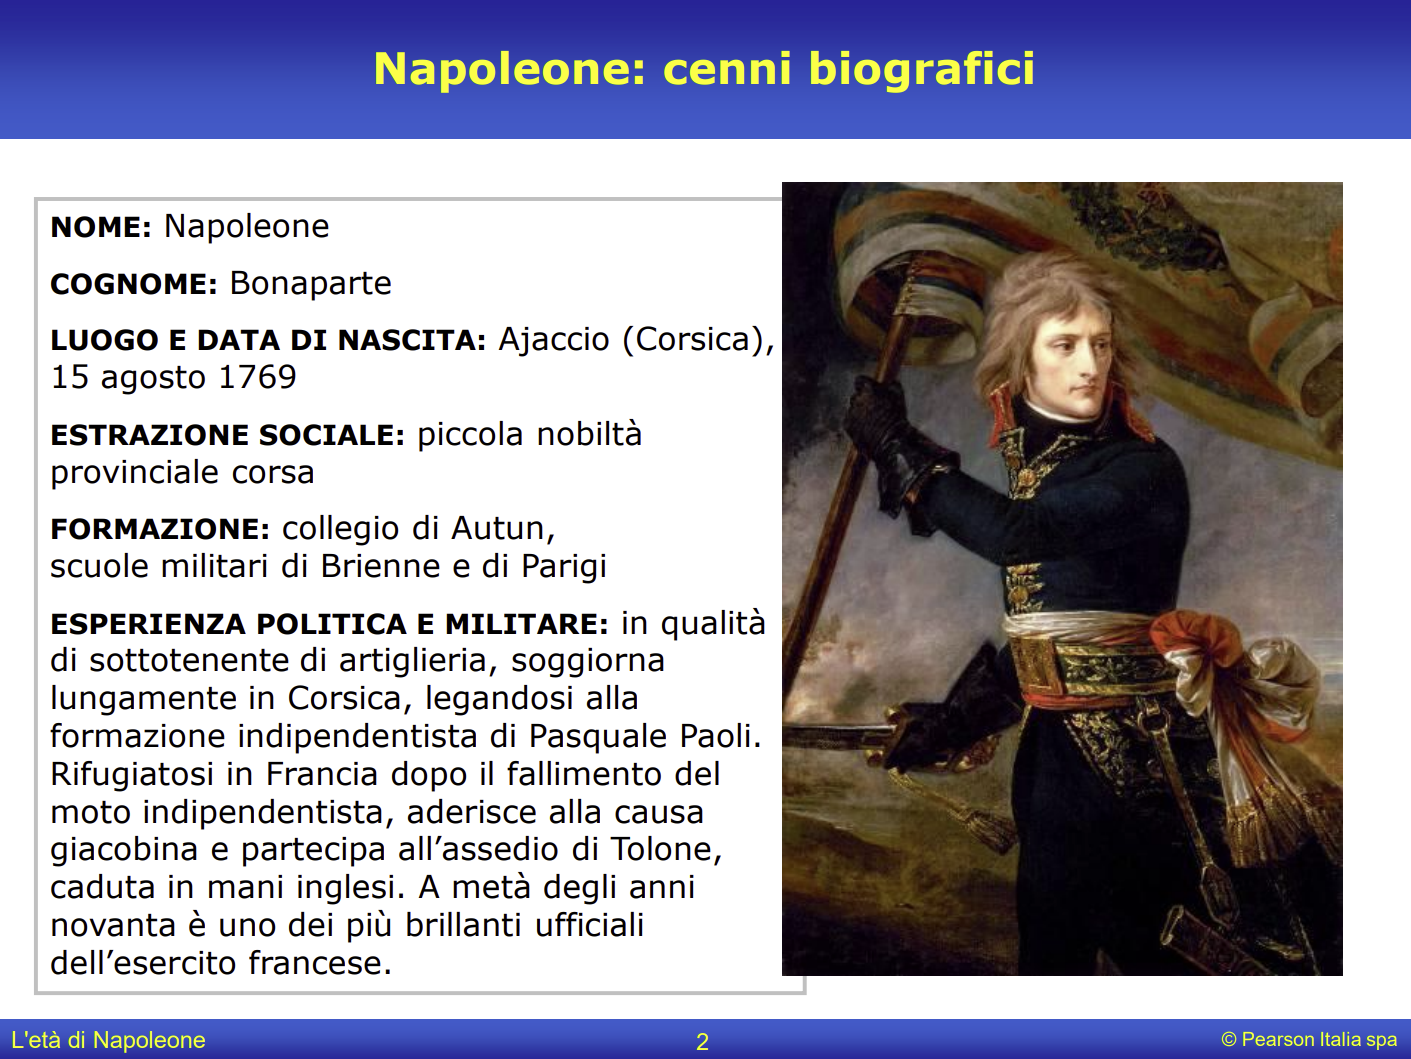 Napoleone: cenni biografici
NOME: Napoleone
COGNOME: Bonaparte
LUOGO E DATA DI NASCITA: Ajaccio (Corsica),
15 agosto 1769
ESTRAZIONE SOCIALE: piccola nobiltà
provinciale corsa
FORMAZIONE: collegio di Autun,
scuole militari di Brienne e di Parigi
ESPERIENZA POLITICA E MILITARE: in qualità
di sottotenente di artiglieria, soggiorna
lungamente in Corsica, legandosi alla
formazione indipendentista di Pasquale Paoli.
Rifugiatosi in Francia dopo il fallimento del
moto indipendentista, aderisce alla causa
giacobina e partecipa all’assedio di Tolone,
caduta in mani inglesi. A metà degli anni
novanta è uno dei più brillanti ufficiali
dell’esercito francese.
L'età di Napoleone
2
© Pearson Italia spa